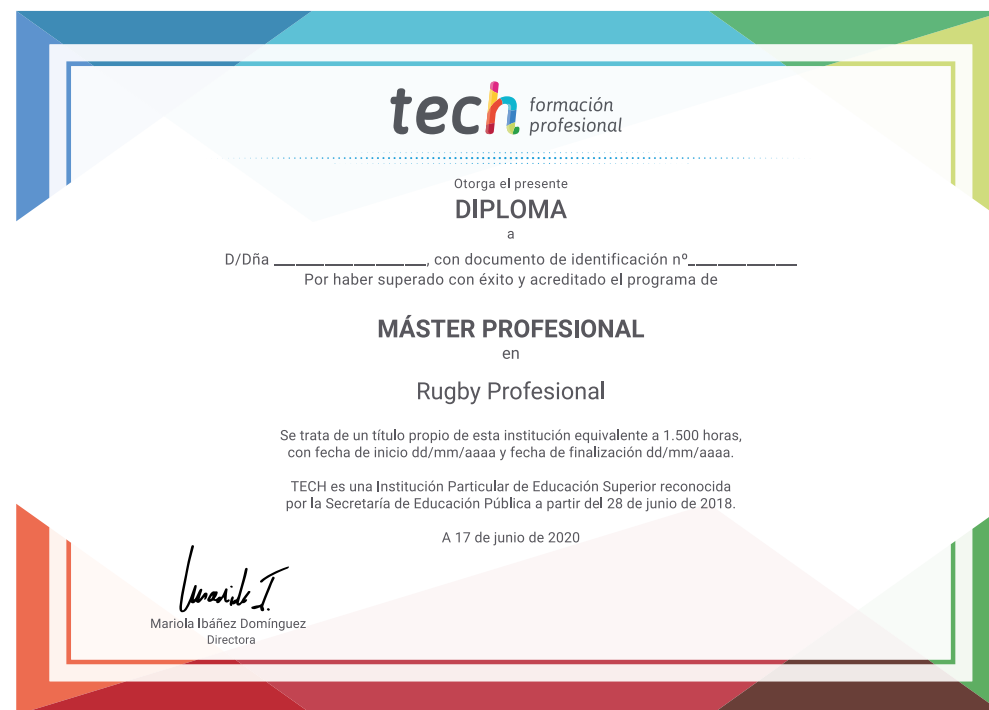 tech formación
profesional
Otorga el presente
DIPLOMA
a
D/Dña ____________________, con documento de identificación nº______________
Por haber superado con éxito y acreditado el programa de
MÁSTER PROFESIONAL
en
Rugby Profesional
Se trata de un título propio de esta institución equivalente a 1.500 horas,
con fecha de inicio dd/mm/aaaa y fecha de finalización dd/mm/aaaa.
TECH es una Institución Particular de Educación Superior reconocida
por la Secretaría de Educación Pública a partir del 28 de junio de 2018.
A 17 de junio de 2020
Mariola Ibáñez Domínguez
Directora